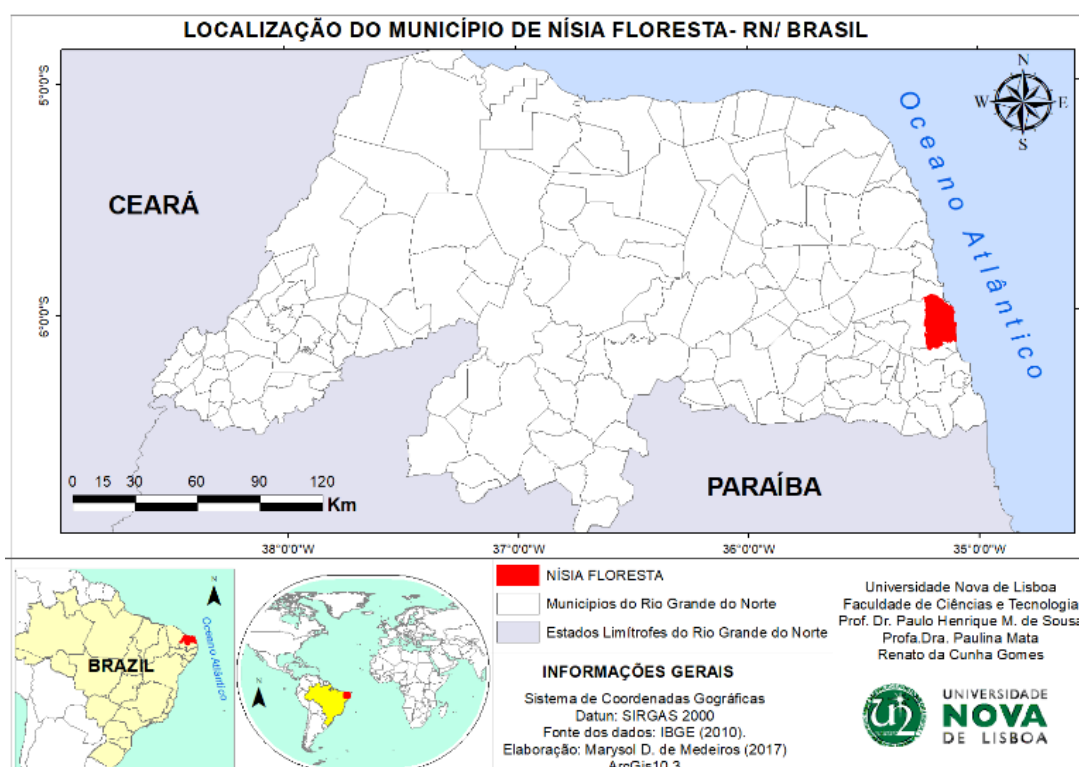 LOCALIZAÇÃO DO MUNICÍPIO DE NÍSIA FLORESTA- RN/ BRASIL
5°0'0"S
6°0'0"S
N
W
E
S
Oceano Atlântico
CEARÁ
PARAÍBA
0 15 30 60 90 120
Km
38°0'0"W 37°0'0"W 36°0'0"W 35°0'0"W
N
Oceano Atlântico
BRAZIL
N
NÍSIA FLORESTA
Municípios do Rio Grande do Norte
Estados Limítrofes do Rio Grande do Norte
INFORMAÇÕES GERAIS
Sistema de Coordenadas Gográficas
Datun: SIRGAS 2000
Fonte dos dados: IBGE (2010).
Elaboração: Marysol D. de Medeiros (2017)
ArcGis10.3
Universidade Nova de Lisboa
Faculdade de Ciências e Tecnologia
Prof. Dr. Paulo Henrique M. de Sousa
Profa.Dra. Paulina Mata
Renato da Cunha Gomes
UNIVERSIDADE
NOVA
DE LISBOA